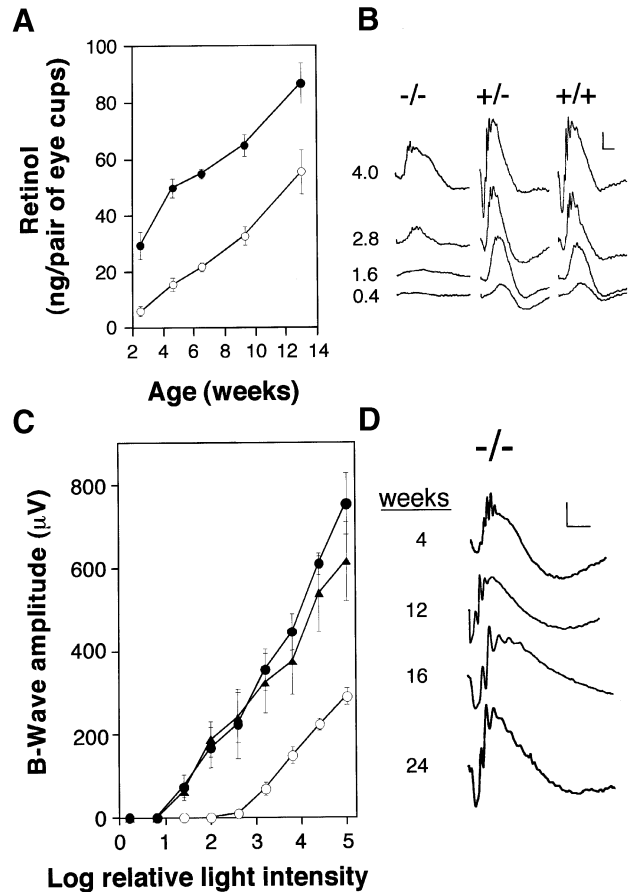 A
Retinol
(ng/pair of eye cups)
100
80
60
40
20
0
2 4 6 8 10 12 14
Age (weeks)
B
-/- +/- +/+
4.0
2.8
1.6
0.4
C
B-Wave amplitude (μV)
800
600
400
200
0
0 1 2 3 4 5
Log relative light intensity
D
-/-
weeks
4
12
16
24